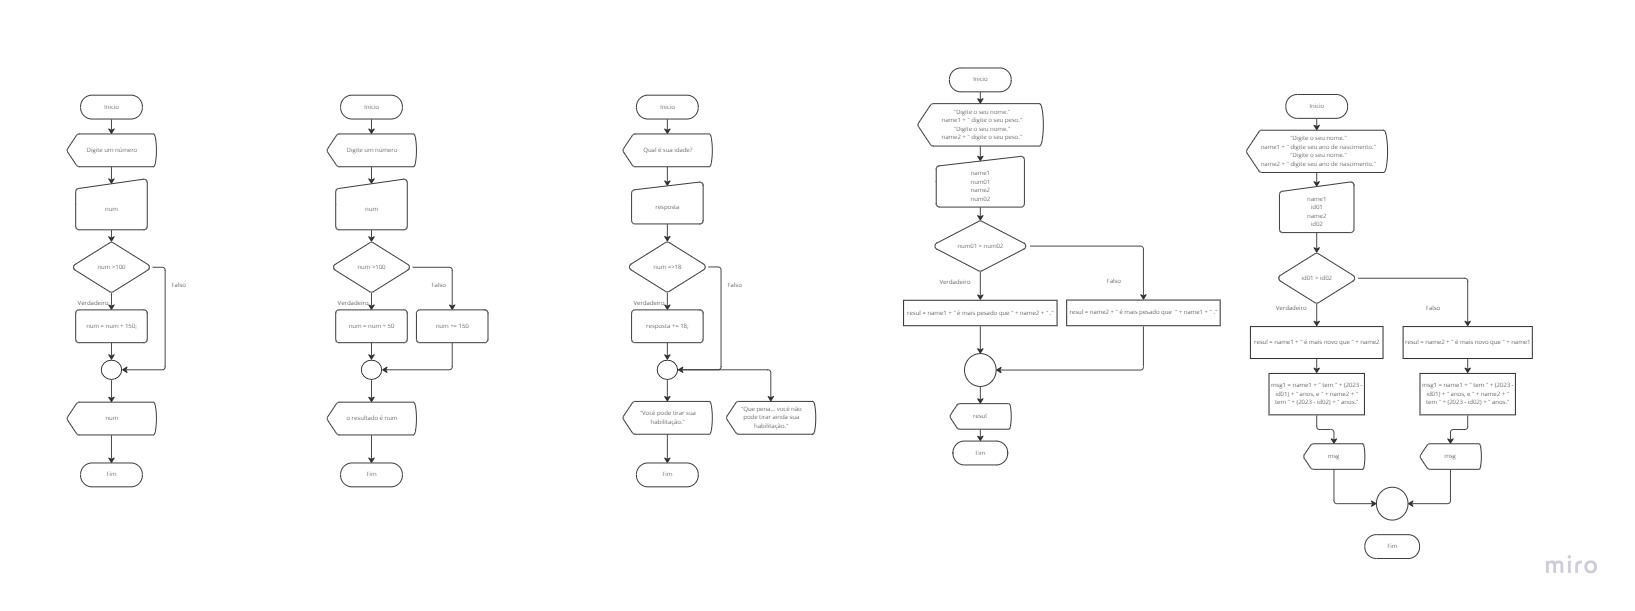 Inicio
Digite um número
num
num >100
Falso
Verdadeiro
num = num + 150;
num
Fim
Inicio
Digite um número
num
num >100
Falso
Verdadeiro
num = num - 50
num += 150
o resultado é num
Fim
Inicio
Qual é sua idade?
resposta
num =>18
Falso
Verdadeiro
resposta += 18;
"Você pode tirar sua
habilitação."
"Que pena... você não
pode tirar ainda sua
habilitação."
Fim
Inicio
"Digite o seu nome."
name1 + " digite o seu peso."
"Digite o seu nome."
name2 + " digite o seu peso."
name1
num01
name2
num02
num01 > num02
Verdadeiro
Falso
resul = name1 + " é mais pesado que " + name2 + "."
resul = name2 + " é mais pesado que " + name1 + "."
resul
Fim
Inicio
"Digite o seu nome."
name1 + " digite seu ano de nascimento."
"Digite o seu nome."
name2 + " digite seu ano de nascimento."
name1
id01
name2
id02
id01 > id02
Verdadeiro
Falso
resul = name1 + " é mais novo que " + name2
resul = name2 + " é mais novo que " + name1
msg1 = name1 + " tem " + (2023 -
id01) + " anos, e " + name2 + "
tem " + (2023 - id02) + " anos."
msg1 = name1 + " tem " + (2023 -
id01) + " anos, e " + name2 + "
tem " + (2023 - id02) + " anos."
msg
msg
Fim
miro